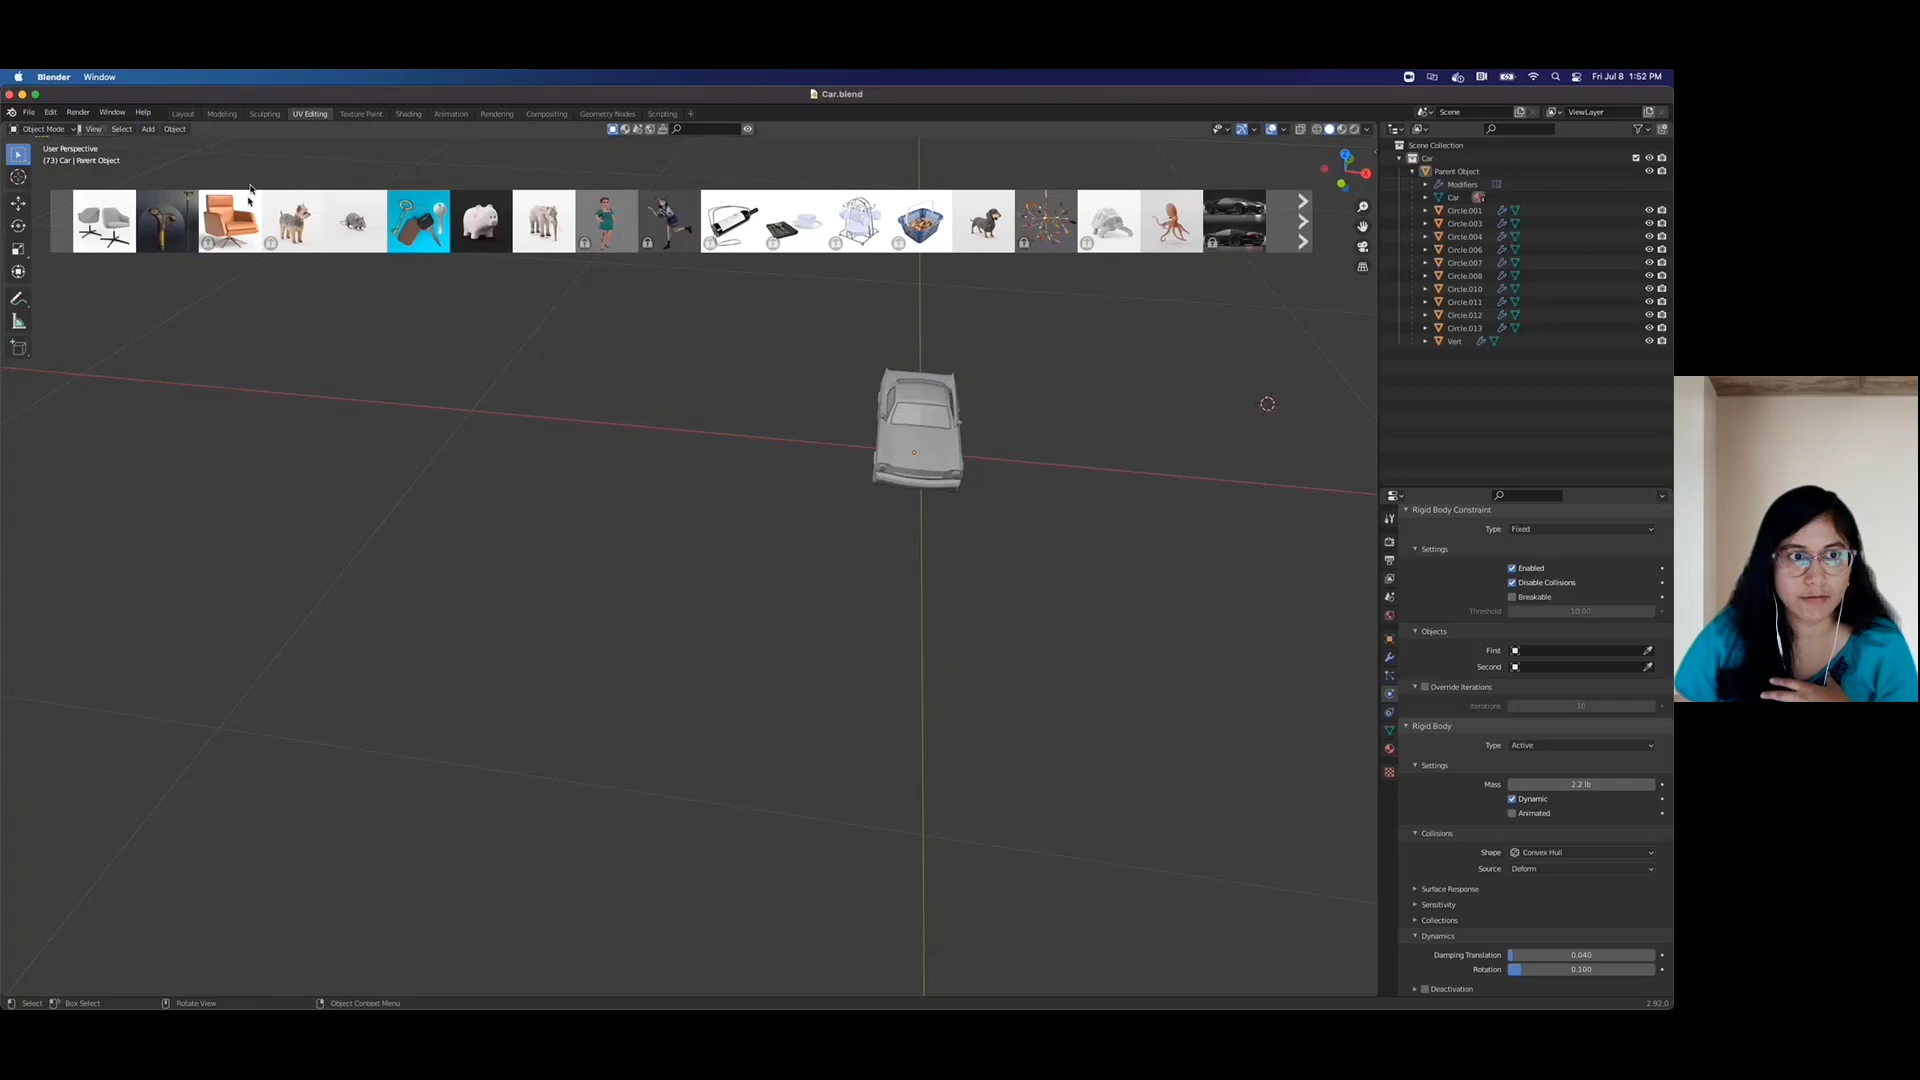 Blender Window Fri Jul 8 1:52 PM
Car.blend
File Edit Render Window Help Layout Modeling Sculpting UV Editing Texture Paint Shading Animation Rendering Compositing Geometry Nodes Scripting + Scene ViewLayer
Object Mode View Select Add Object
User Perspective
(73) Car | Parent Object
Scene Collection
Car
Parent Object
Modifiers
Car
Circle.001
Circle.003
Circle.004
Circle.006
Circle.007
Circle.008
Circle.010
Circle.011
Circle.012
Circle.013
Vert
Rigid Body Constraint
Type Fixed
Settings
Enabled
Disable Collisions
Breakable
Threshold 10.00
Objects
First
Second
Override Iterations
Iterations 10
Rigid Body
Type Active
Settings
Mass 2.2 lb
Dynamic
Animated
Collisions
Shape Convex Hull
Source Deform
Surface Response
Sensitivity
Collections
Dynamics
Damping Translation 0.040
Rotation 0.100
Deactivation
Select Box Select Rotate View Object Context Menu 2.92.0